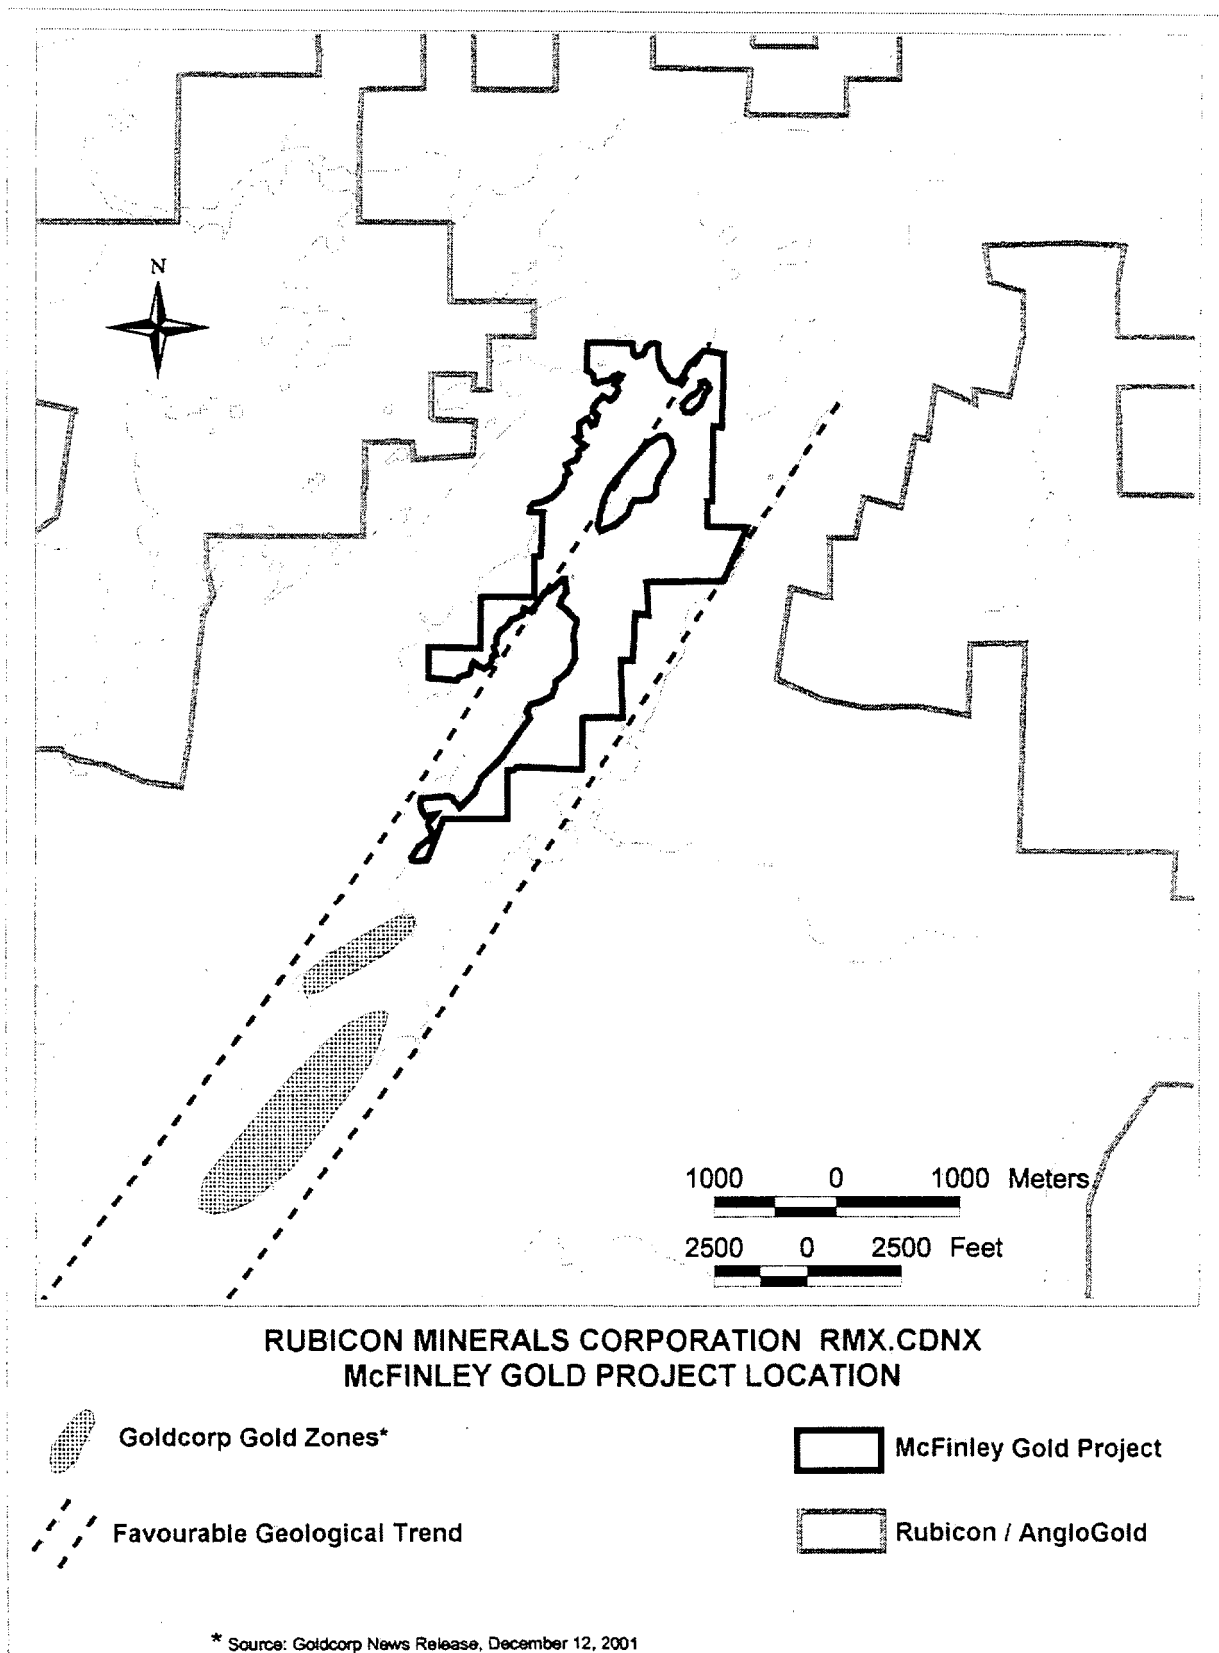 N
1000 0 1000 Meters
2500 0 2500 Feet
RUBICON MINERALS CORPORATION RMX.CDNX
McFINLEY GOLD PROJECT LOCATION
Goldcorp Gold Zones*
McFinley Gold Project
Favourable Geological Trend
Rubicon / AngloGold
* Source: Goldcorp News Release, December 12, 2001